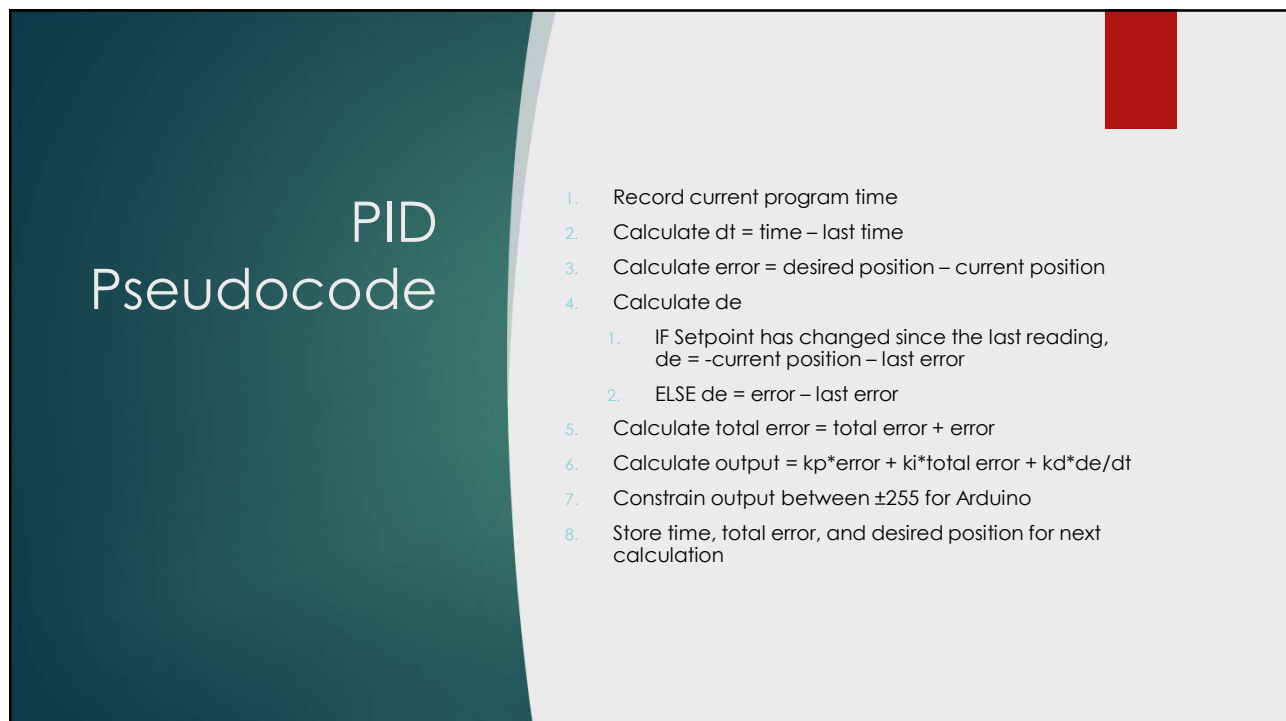 PID
Pseudocode
1. Record current program time
2. Calculate dt = time – last time
3. Calculate error = desired position – current position
4. Calculate de
1. IF Setpoint has changed since the last reading,
de = -current position – last error
2. ELSE de = error – last error
5. Calculate total error = total error + error
6. Calculate output = kp*error + ki*total error + kd*de/dt
7. Constrain output between ±255 for Arduino
8. Store time, total error, and desired position for next
calculation